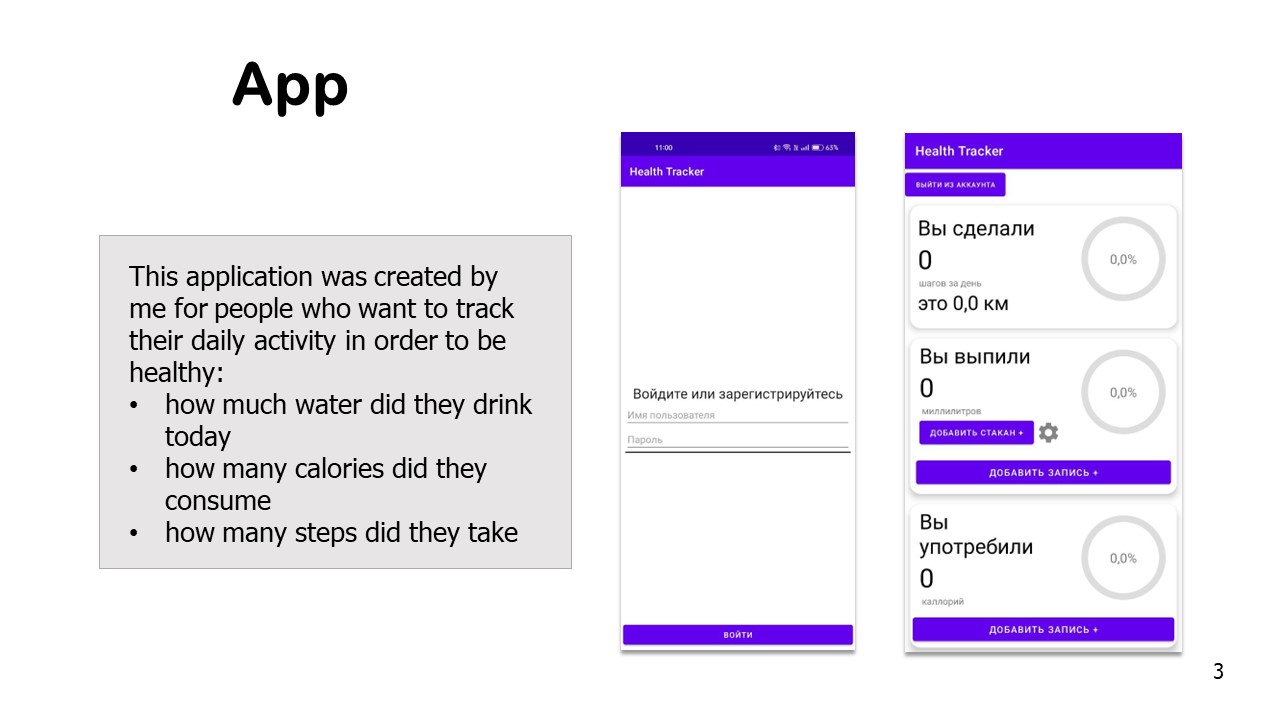 App
This application was created by
me for people who want to track
their daily activity in order to be
healthy:
• how much water did they drink
today
• how many calories did they
consume
• how many steps did they take
11:00
63%
Health Tracker
Войдите или зарегистрируйтесь
Имя пользователя
Пароль
ВОЙТИ
Health Tracker
ВЫЙТИ ИЗ АККАУНТА
Вы сделали
0
шагов за день
это 0,0 км
0,0%
Вы выпили
0
миллилитров
0,0%
ДОБАВИТЬ СТАКАН +
ДОБАВИТЬ ЗАПИСЬ +
Вы
употребили
0
каллорий
0,0%
ДОБАВИТЬ ЗАПИСЬ +
3